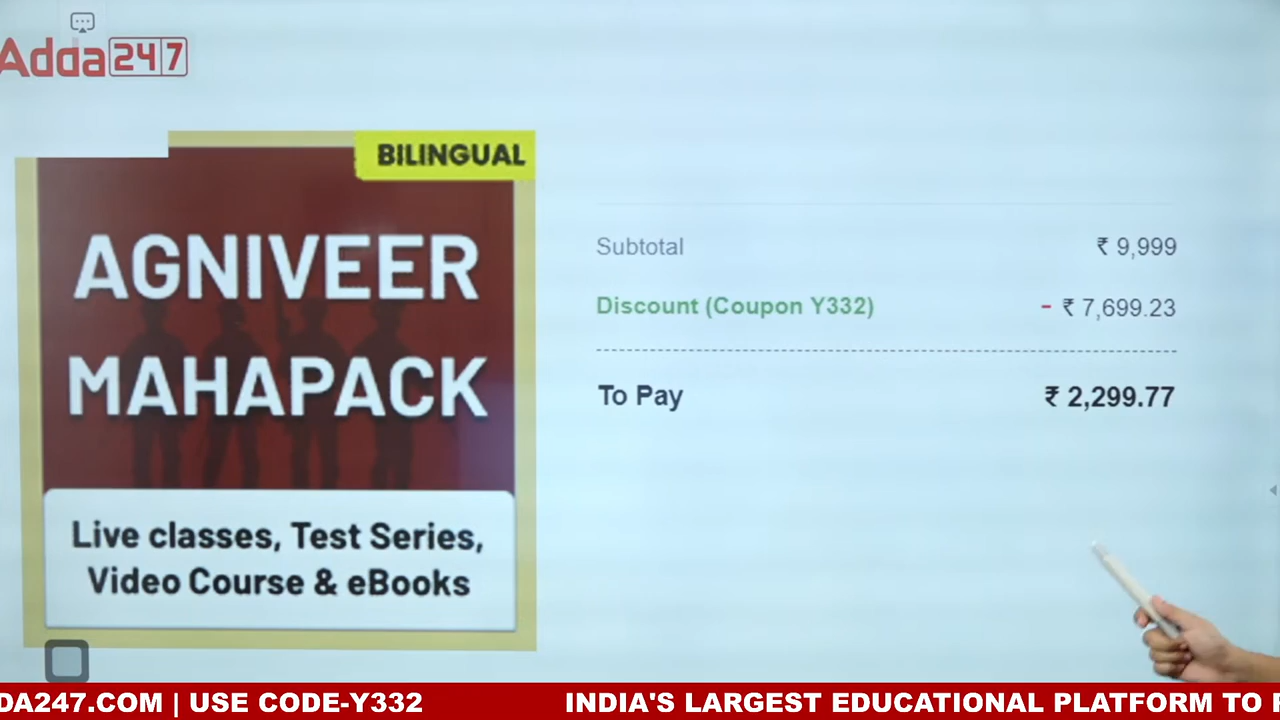 Adda247
BILINGUAL
AGNIVEER
MAHAPACK
Live classes, Test Series,
Video Course & eBooks
Subtotal ₹ 9,999
Discount (Coupon Y332) - ₹ 7,699.23
To Pay ₹ 2,299.77
DA247.COM | USE CODE-Y332 INDIA'S LARGEST EDUCATIONAL PLATFORM TO